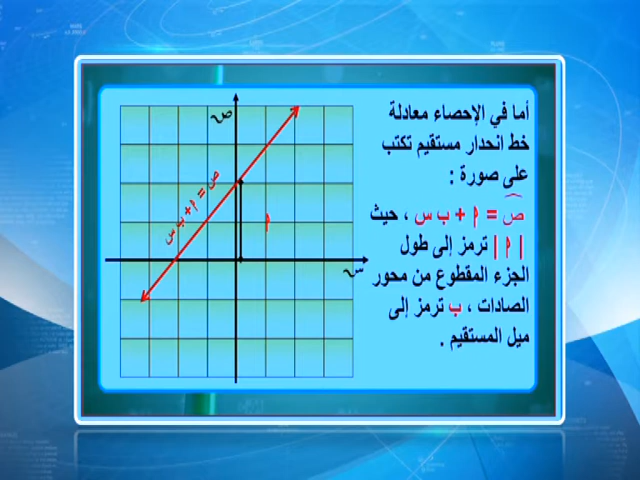 أما في الإحصاء معادلة
خط انحدار مستقيم تكتب
على صورة :
ص̂ = م + ب س ، حيث
| م | ترمز إلى طول
الجزء المقطوع من محور
الصادات ، ب ترمز إلى
ميل المستقيم .
ص
ص = م + ب س
م
س